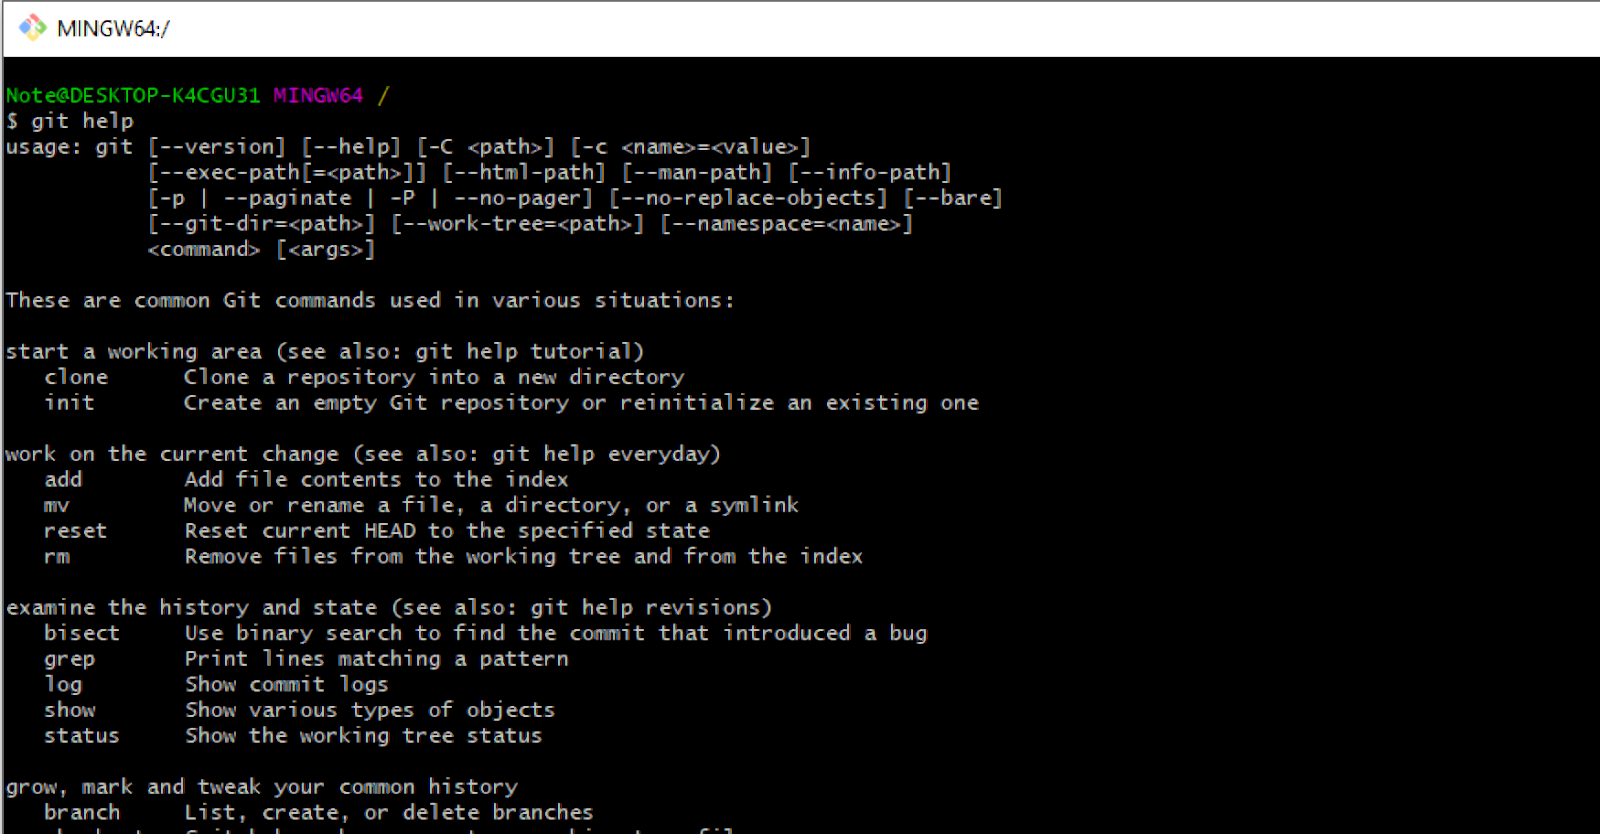 MINGW64:/
Note@DESKTOP-K4CGU31 MINGW64 /
$ git help
usage: git [--version] [--help] [-C <path>] [-c <name>=<value>]
           [--exec-path[=<path>]] [--html-path] [--man-path] [--info-path]
           [-p | --paginate | -P | --no-pager] [--no-replace-objects] [--bare]
           [--git-dir=<path>] [--work-tree=<path>] [--namespace=<name>]
           <command> [<args>]
These are common Git commands used in various situations:
start a working area (see also: git help tutorial)
   clone      Clone a repository into a new directory
   init       Create an empty Git repository or reinitialize an existing one
work on the current change (see also: git help everyday)
   add        Add file contents to the index
   mv         Move or rename a file, a directory, or a symlink
   reset      Reset current HEAD to the specified state
   rm         Remove files from the working tree and from the index
examine the history and state (see also: git help revisions)
   bisect     Use binary search to find the commit that introduced a bug
   grep       Print lines matching a pattern
   log        Show commit logs
   show       Show various types of objects
   status     Show the working tree status
grow, mark and tweak your common history
   branch     List, create, or delete branches